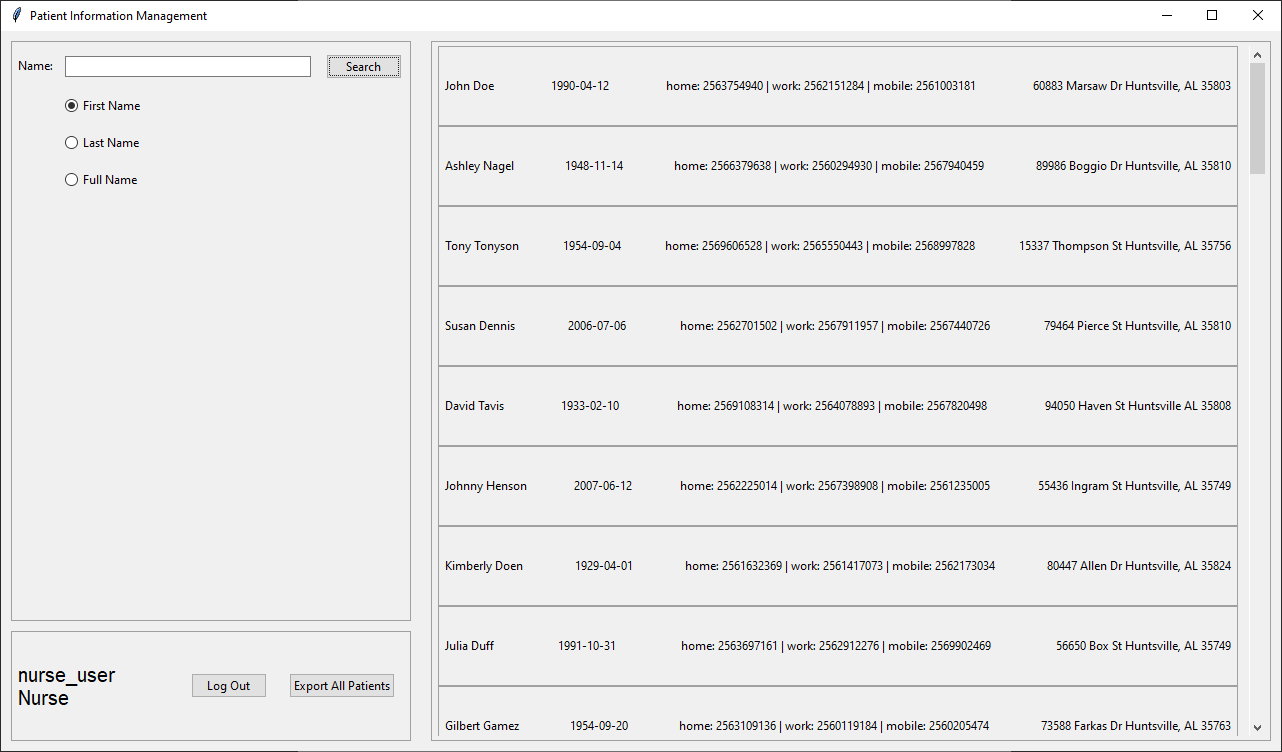 Patient Information Management
Name: Search
First Name
Last Name
Full Name
nurse_user
Nurse
Log Out
Export All Patients
John Doe 1990-04-12 home: 2563754940 | work: 2562151284 | mobile: 2561003181 60883 Marsaw Dr Huntsville, AL 35803
Ashley Nagel 1948-11-14 home: 2566379638 | work: 2560294930 | mobile: 2567940459 89986 Boggio Dr Huntsville, AL 35810
Tony Tonyson 1954-09-04 home: 2569606528 | work: 2565550443 | mobile: 2568997828 15337 Thompson St Huntsville, AL 35756
Susan Dennis 2006-07-06 home: 2562701502 | work: 2567911957 | mobile: 2567440726 79464 Pierce St Huntsville, AL 35810
David Tavis 1933-02-10 home: 2569108314 | work: 2564078893 | mobile: 2567820498 94050 Haven St Huntsville AL 35808
Johnny Henson 2007-06-12 home: 2562225014 | work: 2567398908 | mobile: 2561235005 55436 Ingram St Huntsville, AL 35749
Kimberly Doen 1929-04-01 home: 2561632369 | work: 2561417073 | mobile: 2562173034 80447 Allen Dr Huntsville, AL 35824
Julia Duff 1991-10-31 home: 2563697161 | work: 2562912276 | mobile: 2569902469 56650 Box St Huntsville, AL 35749
Gilbert Gamez 1954-09-20 home: 2563109136 | work: 2560119184 | mobile: 2560205474 73588 Farkas Dr Huntsville, AL 35763